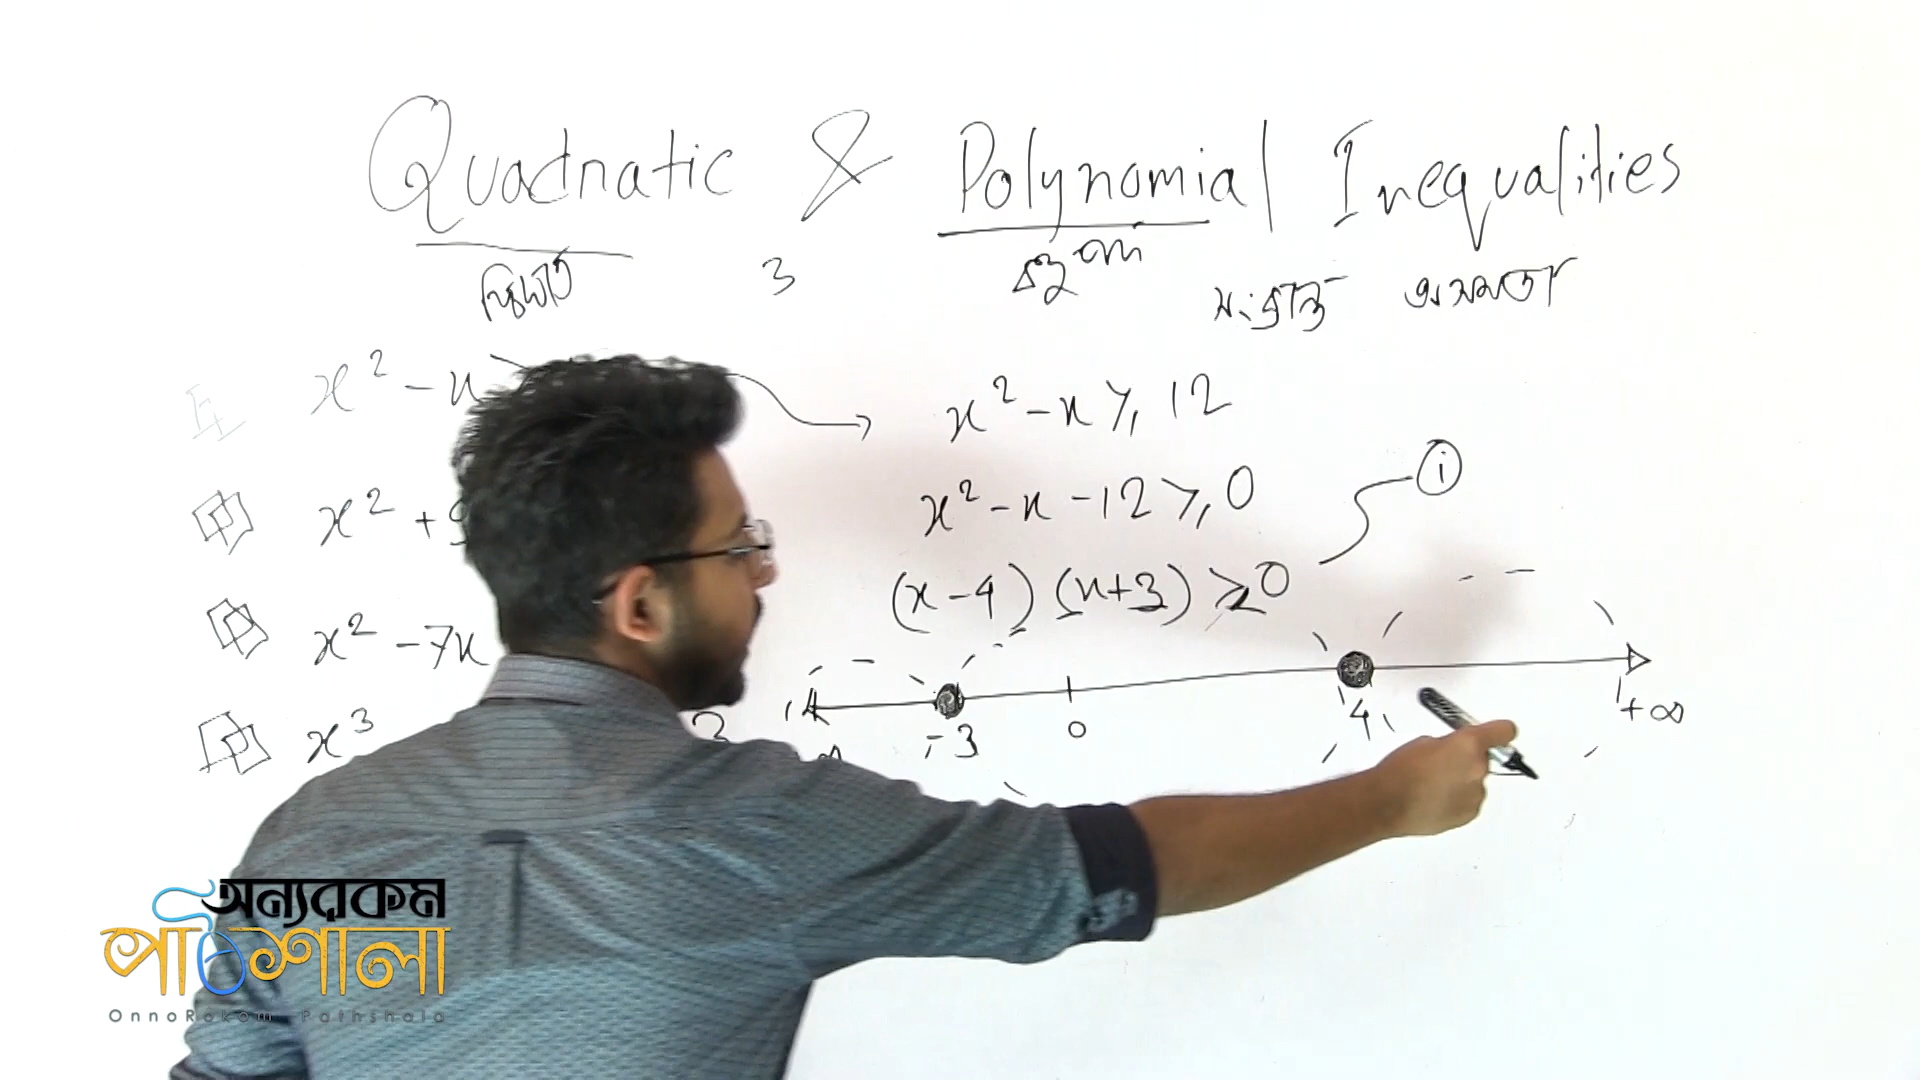 Quadratic & Polynomial Inequalities
দ্বিঘাত ও বহুপদী সংক্রান্ত অসমতা
x² - x
x² - x ≥ 12
x² +
x² - x - 12 ≥ 0
i
(x - 4) (x + 3) ≥ 0
x² - 7x
x³
-3 0 4 +∞
অন্যরকম
পাঠশালা
OnnoRokom Pathshala